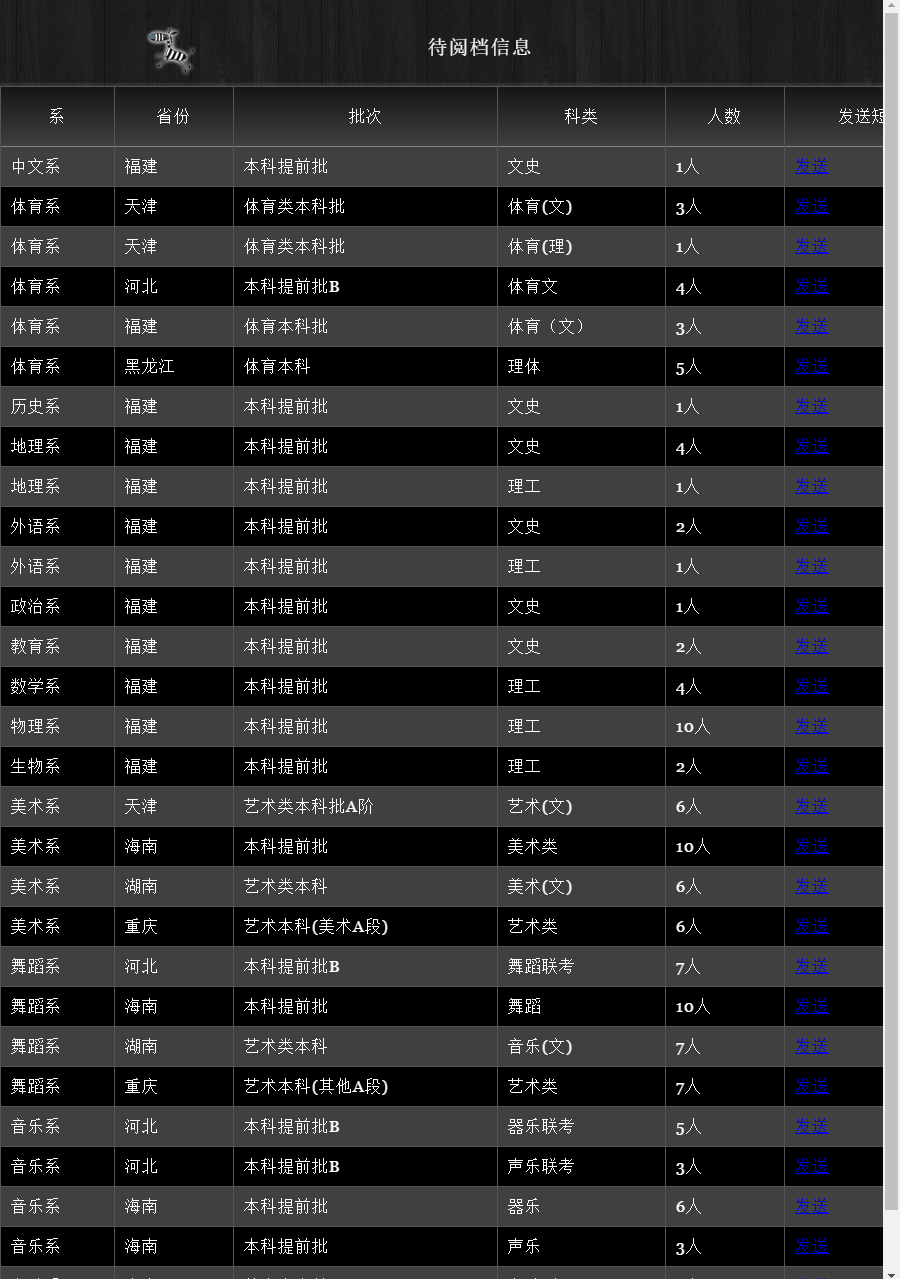 待阅档信息
系 省份 批次 科类 人数 发送短
中文系 福建 本科提前批 文史 1人 发送
体育系 天津 体育类本科批 体育(文) 3人 发送
体育系 天津 体育类本科批 体育(理) 1人 发送
体育系 河北 本科提前批B 体育文 4人 发送
体育系 福建 体育本科批 体育（文） 3人 发送
体育系 黑龙江 体育本科 理体 5人 发送
历史系 福建 本科提前批 文史 1人 发送
地理系 福建 本科提前批 文史 4人 发送
地理系 福建 本科提前批 理工 1人 发送
外语系 福建 本科提前批 文史 2人 发送
外语系 福建 本科提前批 理工 1人 发送
政治系 福建 本科提前批 文史 1人 发送
教育系 福建 本科提前批 文史 2人 发送
数学系 福建 本科提前批 理工 4人 发送
物理系 福建 本科提前批 理工 10人 发送
生物系 福建 本科提前批 理工 2人 发送
美术系 天津 艺术类本科批A阶 艺术(文) 6人 发送
美术系 海南 本科提前批 美术类 10人 发送
美术系 湖南 艺术类本科 美术(文) 6人 发送
美术系 重庆 艺术本科(美术A段) 艺术类 6人 发送
舞蹈系 河北 本科提前批B 舞蹈联考 7人 发送
舞蹈系 海南 本科提前批 舞蹈 10人 发送
舞蹈系 湖南 艺术类本科 音乐(文) 7人 发送
舞蹈系 重庆 艺术本科(其他A段) 艺术类 7人 发送
音乐系 河北 本科提前批B 器乐联考 5人 发送
音乐系 河北 本科提前批B 声乐联考 3人 发送
音乐系 海南 本科提前批 器乐 6人 发送
音乐系 海南 本科提前批 声乐 3人 发送